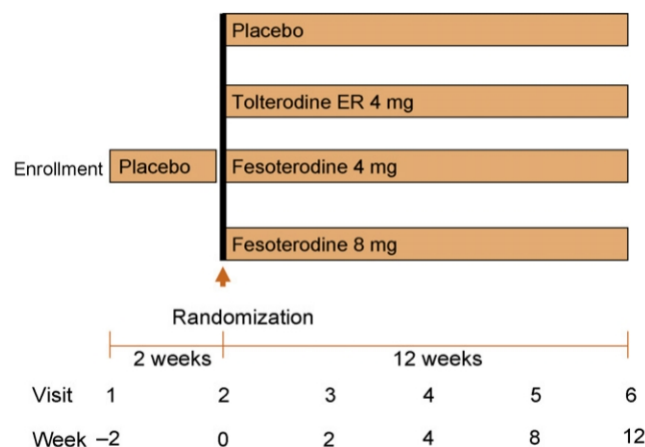 Placebo
Tolterodine ER 4 mg
Enrollment Placebo Fesoterodine 4 mg
Fesoterodine 8 mg
Randomization
2 weeks 12 weeks
Visit 1 2 3 4 5 6
Week –2 0 2 4 8 12